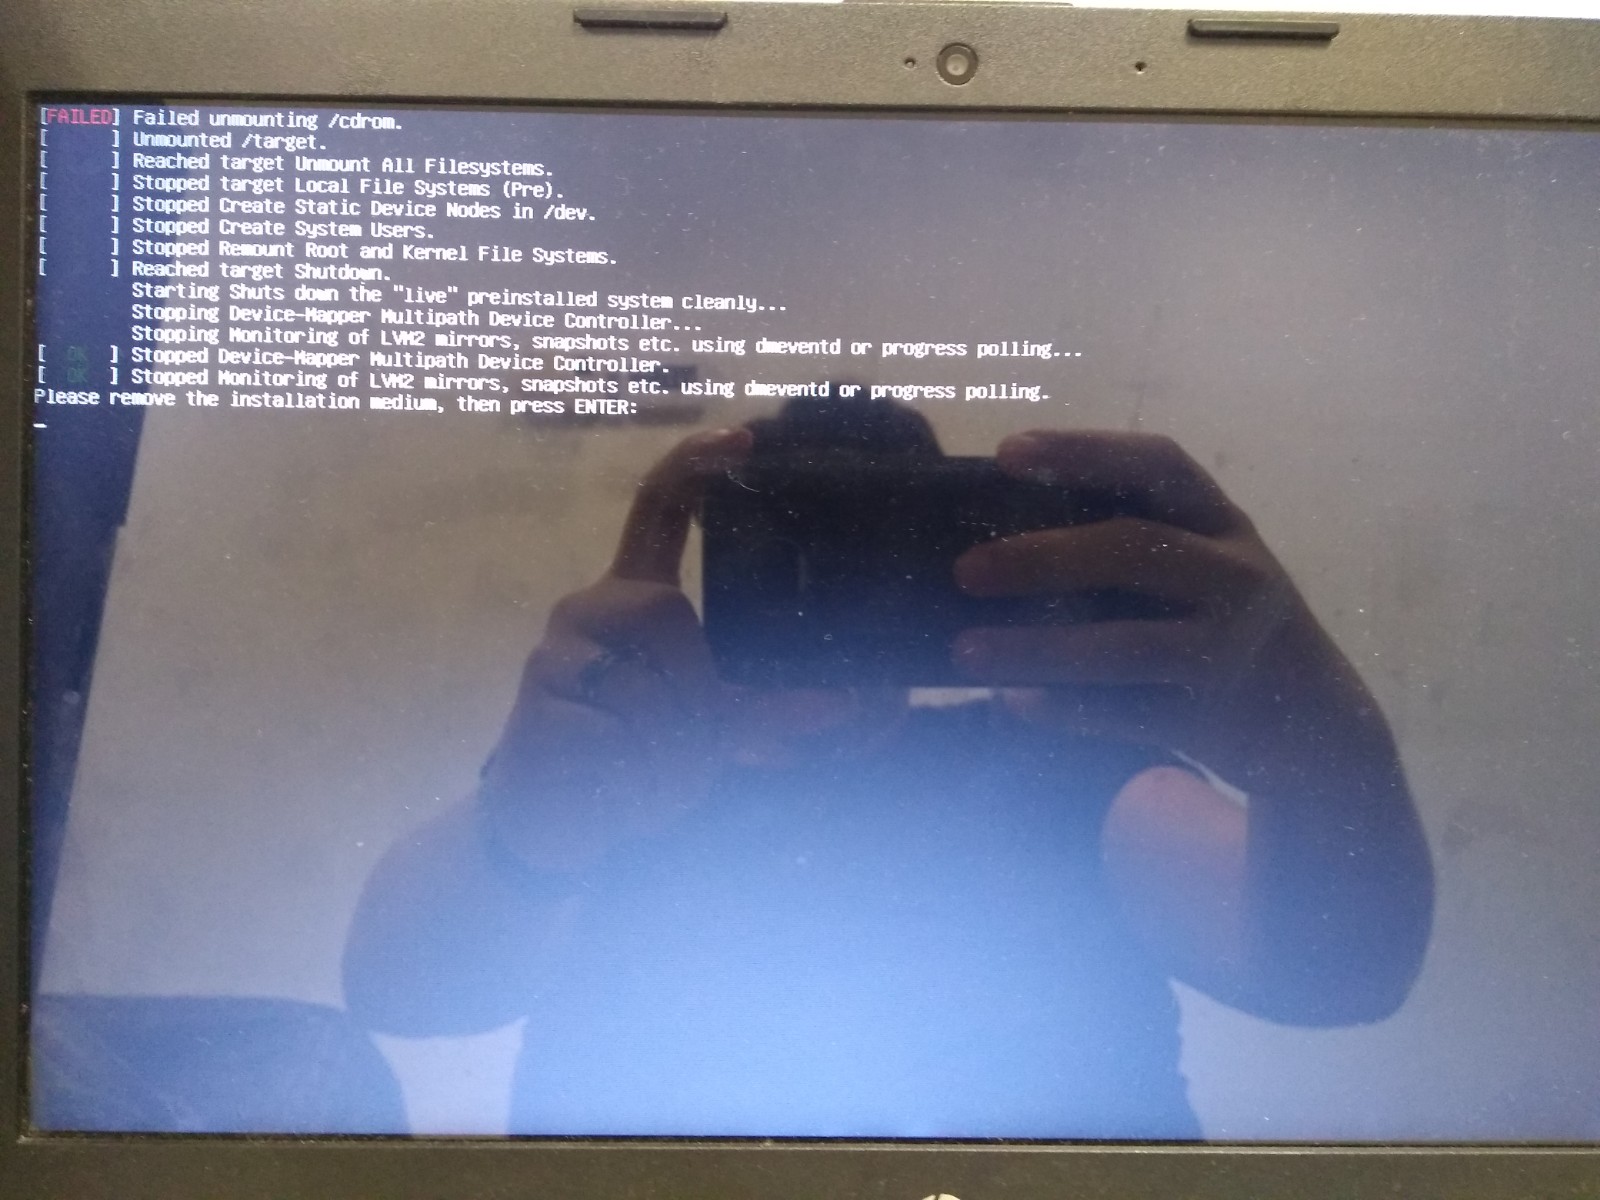 [FAILED] Failed unmounting /cdrom.
[ ] Unmounted /target.
[ ] Reached target Unmount All Filesystems.
[ ] Stopped target Local File Systems (Pre).
[ ] Stopped Create Static Device Nodes in /dev.
[ ] Stopped Create System Users.
[ ] Stopped Remount Root and Kernel File Systems.
[ ] Reached target Shutdown.
Starting Shuts down the "live" preinstalled system cleanly...
Stopping Device-Mapper Multipath Device Controller...
Stopping Monitoring of LVM2 mirrors, snapshots etc. using dmeventd or progress polling...
[ OK ] Stopped Device-Mapper Multipath Device Controller.
[ OK ] Stopped Monitoring of LVM2 mirrors, snapshots etc. using dmeventd or progress polling.
Please remove the installation medium, then press ENTER: